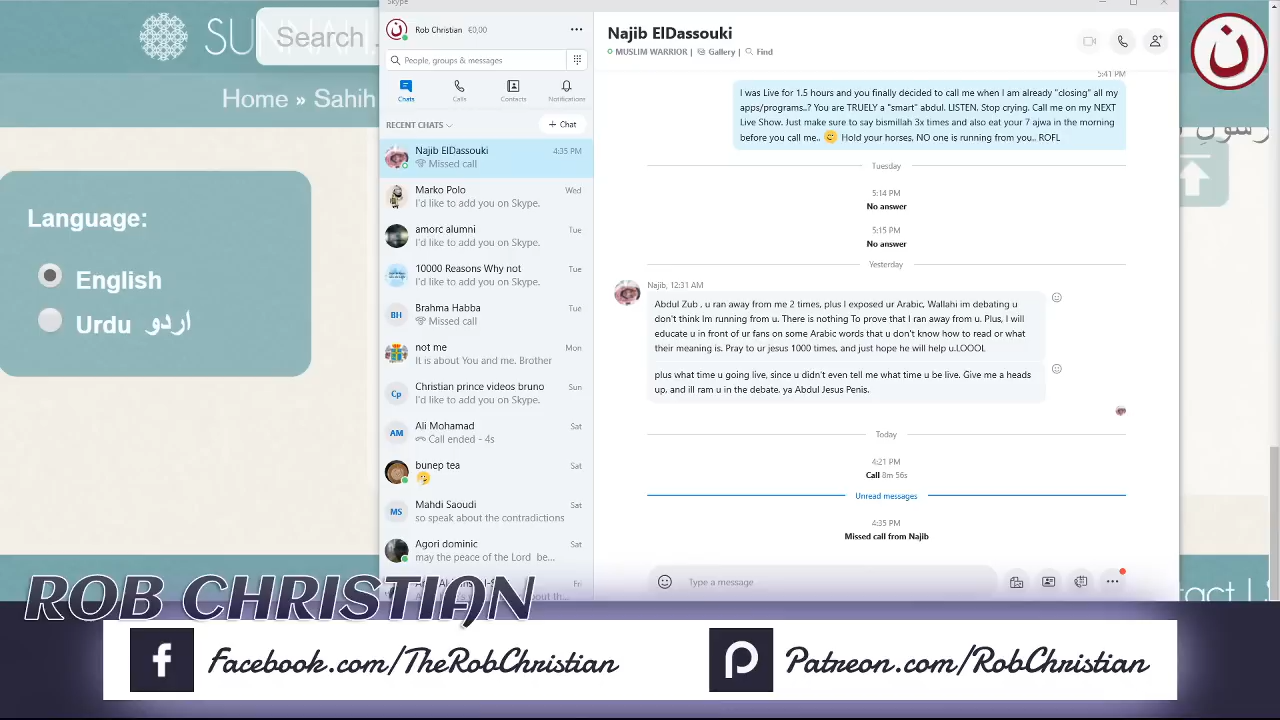 Skype
SUNNAH
Search
Home » Sahih
Language:
English
Urdu اردو
Rob Christian €0,00
People, groups & messages
Chats
Calls
Contacts
Notifications
RECENT CHATS
+ Chat
Najib ElDassouki 4:35 PM
Missed call
Marko Polo Wed
I'd like to add you on Skype.
amorc alumni Tue
I'd like to add you on Skype.
10000 Reasons Why not Tue
I'd like to add you on Skype.
BH
Brahma Habba Tue
Missed call
not me Mon
It is about You and me. Brother
Cp
Christian prince videos bruno Sun
I'd like to add you on Skype.
AM
Ali Mohamad Sat
Call ended - 4s
bunep tea Sat
MS
Mahdi Saoudi Sat
so speak about the contradictions
Agori dominic Sat
may the peace of the Lord be...
Fri
Najib ElDassouki
MUSLIM WARRIOR | Gallery | Find
5:41 PM
I was Live for 1.5 hours and you finally decided to call me when I am already "closing" all my
apps/programs..? You are TRUELY a "smart" abdul. LISTEN. Stop crying. Call me on my NEXT
Live Show. Just make sure to say bismillah 3x times and also eat your 7 ajwa in the morning
before you call me.. Hold your horses, NO one is running from you.. ROFL
Tuesday
5:14 PM
No answer
5:15 PM
No answer
Yesterday
Najib, 12:31 AM
Abdul Zub , u ran away from me 2 times, plus I exposed ur Arabic, Wallahi im debating u
don't think Im running from u. There is nothing To prove that I ran away from u. Plus, I will
educate u in front of ur fans on some Arabic words that u don't know how to read or what
their meaning is. Pray to ur jesus 1000 times, and just hope he will help u.LOOOL
plus what time u going live, since u didn't even tell me what time u be live. Give me a heads
up, and ill ram u in the debate. ya Abdul Jesus Penis.
Today
4:21 PM
Call 8m 56s
Unread messages
4:35 PM
Missed call from Najib
Type a message
ن
ROB CHRISTIAN
Facebook.com/TheRobChristian
Patreon.com/RobChristian